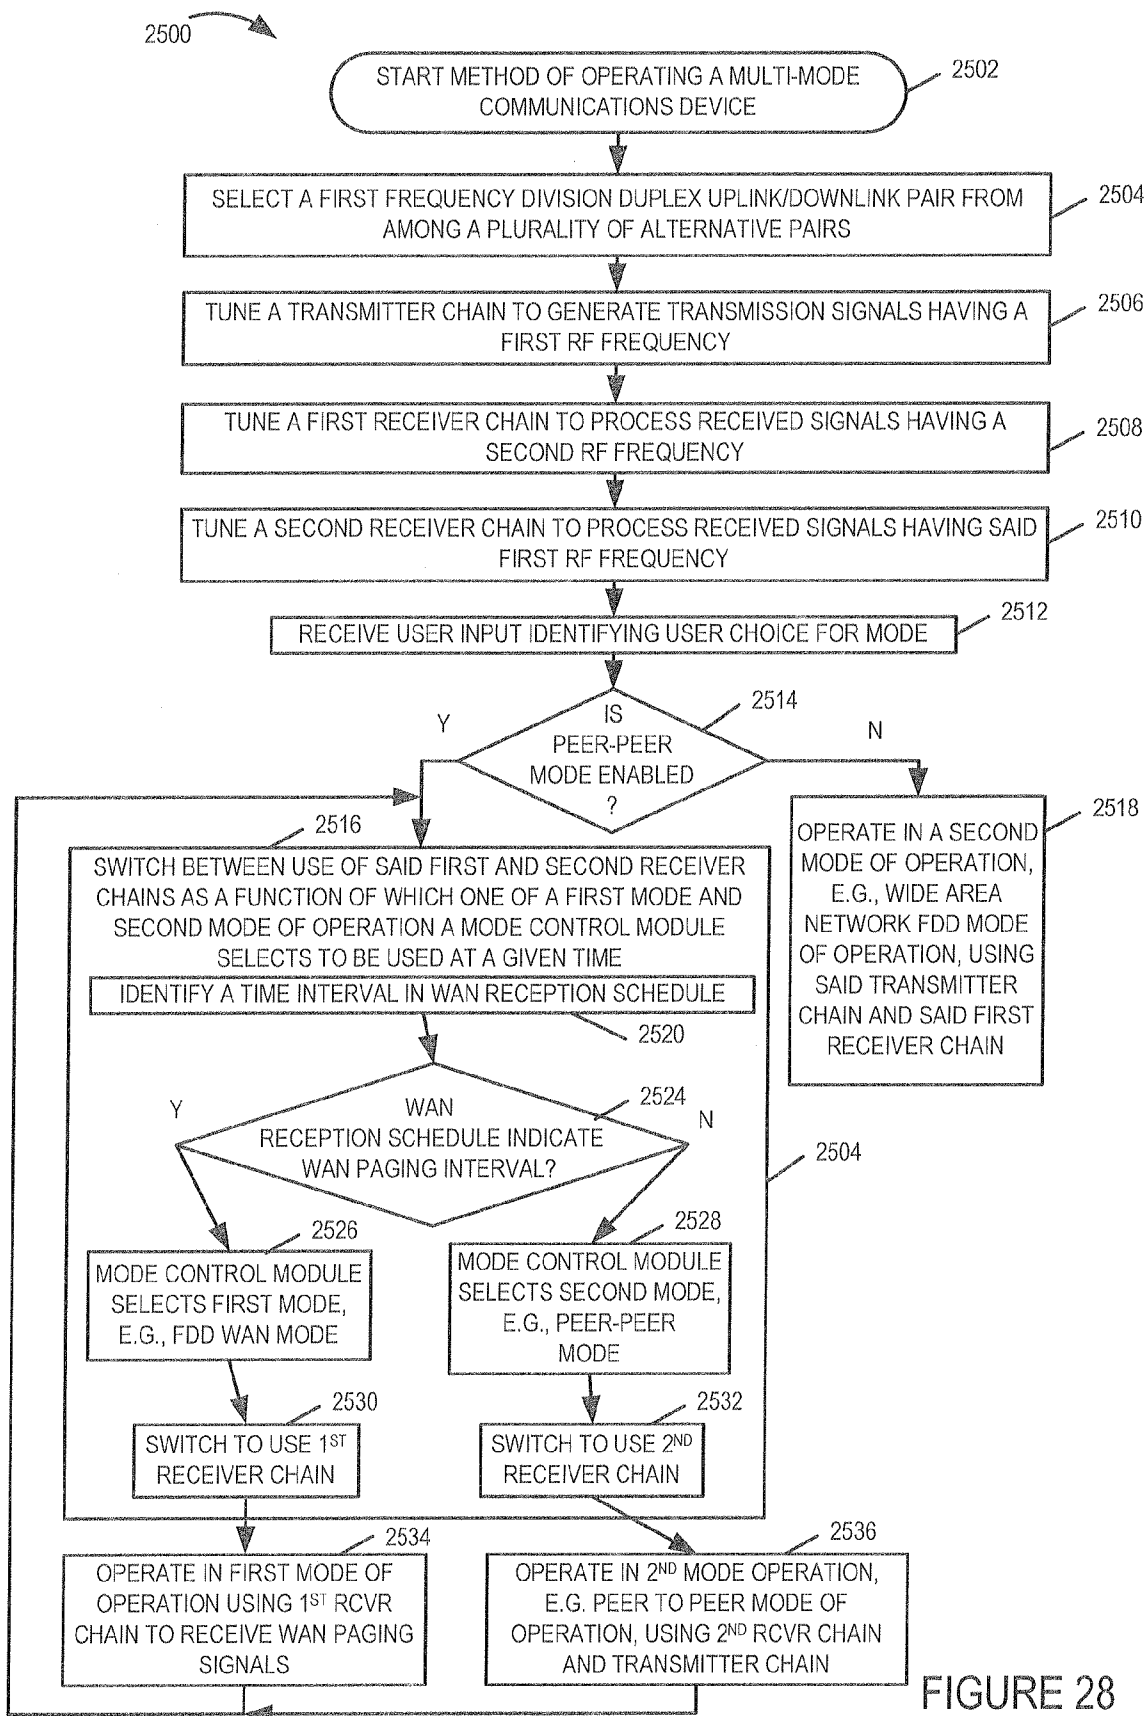 2500
START METHOD OF OPERATING A MULTI-MODE
COMMUNICATIONS DEVICE
2502
SELECT A FIRST FREQUENCY DIVISION DUPLEX UPLINK/DOWNLINK PAIR FROM
AMONG A PLURALITY OF ALTERNATIVE PAIRS
2504
TUNE A TRANSMITTER CHAIN TO GENERATE TRANSMISSION SIGNALS HAVING A
FIRST RF FREQUENCY
2506
TUNE A FIRST RECEIVER CHAIN TO PROCESS RECEIVED SIGNALS HAVING A
SECOND RF FREQUENCY
2508
TUNE A SECOND RECEIVER CHAIN TO PROCESS RECEIVED SIGNALS HAVING SAID
FIRST RF FREQUENCY
2510
RECEIVE USER INPUT IDENTIFYING USER CHOICE FOR MODE
2512
IS
PEER-PEER
MODE ENABLED
?
2514
Y
N
2516
SWITCH BETWEEN USE OF SAID FIRST AND SECOND RECEIVER
CHAINS AS A FUNCTION OF WHICH ONE OF A FIRST MODE AND
SECOND MODE OF OPERATION A MODE CONTROL MODULE
SELECTS TO BE USED AT A GIVEN TIME
2518
OPERATE IN A SECOND
MODE OF OPERATION,
E.G., WIDE AREA
NETWORK FDD MODE
OF OPERATION, USING
SAID TRANSMITTER
CHAIN AND SAID FIRST
RECEIVER CHAIN
IDENTIFY A TIME INTERVAL IN WAN RECEPTION SCHEDULE
2520
WAN
RECEPTION SCHEDULE INDICATE
WAN PAGING INTERVAL?
2524
Y
N
2504
2526
MODE CONTROL MODULE
SELECTS FIRST MODE,
E.G., FDD WAN MODE
2528
MODE CONTROL MODULE
SELECTS SECOND MODE,
E.G., PEER-PEER
MODE
2530
SWITCH TO USE 1ST
RECEIVER CHAIN
2532
SWITCH TO USE 2ND
RECEIVER CHAIN
2534
OPERATE IN FIRST MODE OF
OPERATION USING 1ST RCVR
CHAIN TO RECEIVE WAN PAGING
SIGNALS
2536
OPERATE IN 2ND MODE OPERATION,
E.G. PEER TO PEER MODE OF
OPERATION, USING 2ND RCVR CHAIN
AND TRANSMITTER CHAIN
FIGURE 28